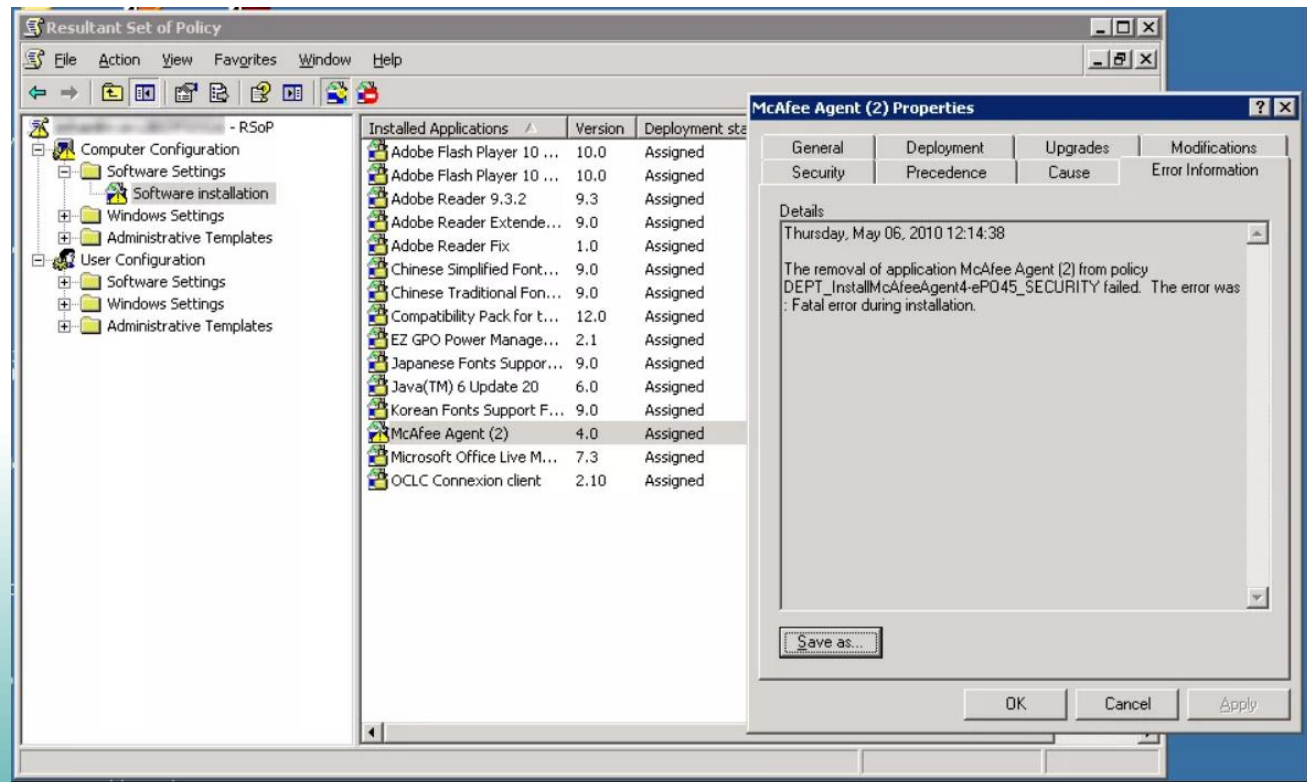 Resultant Set of Policy
File Action View Favorites Window Help
- RSoP
Computer Configuration
Software Settings
Software installation
Windows Settings
Administrative Templates
User Configuration
Software Settings
Windows Settings
Administrative Templates
Installed Applications Version Deployment sta
Adobe Flash Player 10 ... 10.0 Assigned
Adobe Flash Player 10 ... 10.0 Assigned
Adobe Reader 9.3.2 9.3 Assigned
Adobe Reader Extende... 9.0 Assigned
Adobe Reader Fix 1.0 Assigned
Chinese Simplified Font... 9.0 Assigned
Chinese Traditional Fon... 9.0 Assigned
Compatibility Pack for t... 12.0 Assigned
EZ GPO Power Manage... 2.1 Assigned
Japanese Fonts Suppor... 9.0 Assigned
Java(TM) 6 Update 20 6.0 Assigned
Korean Fonts Support F... 9.0 Assigned
McAfee Agent (2) 4.0 Assigned
Microsoft Office Live M... 7.3 Assigned
OCLC Connexion client 2.10 Assigned
McAfee Agent (2) Properties
General Deployment Upgrades Modifications
Security Precedence Cause Error Information
Details
Thursday, May 06, 2010 12:14:38
The removal of application McAfee Agent (2) from policy
DEPT_InstallMcAfeeAgent4-ePO45_SECURITY failed. The error was
: Fatal error during installation.
Save as...
OK Cancel Apply